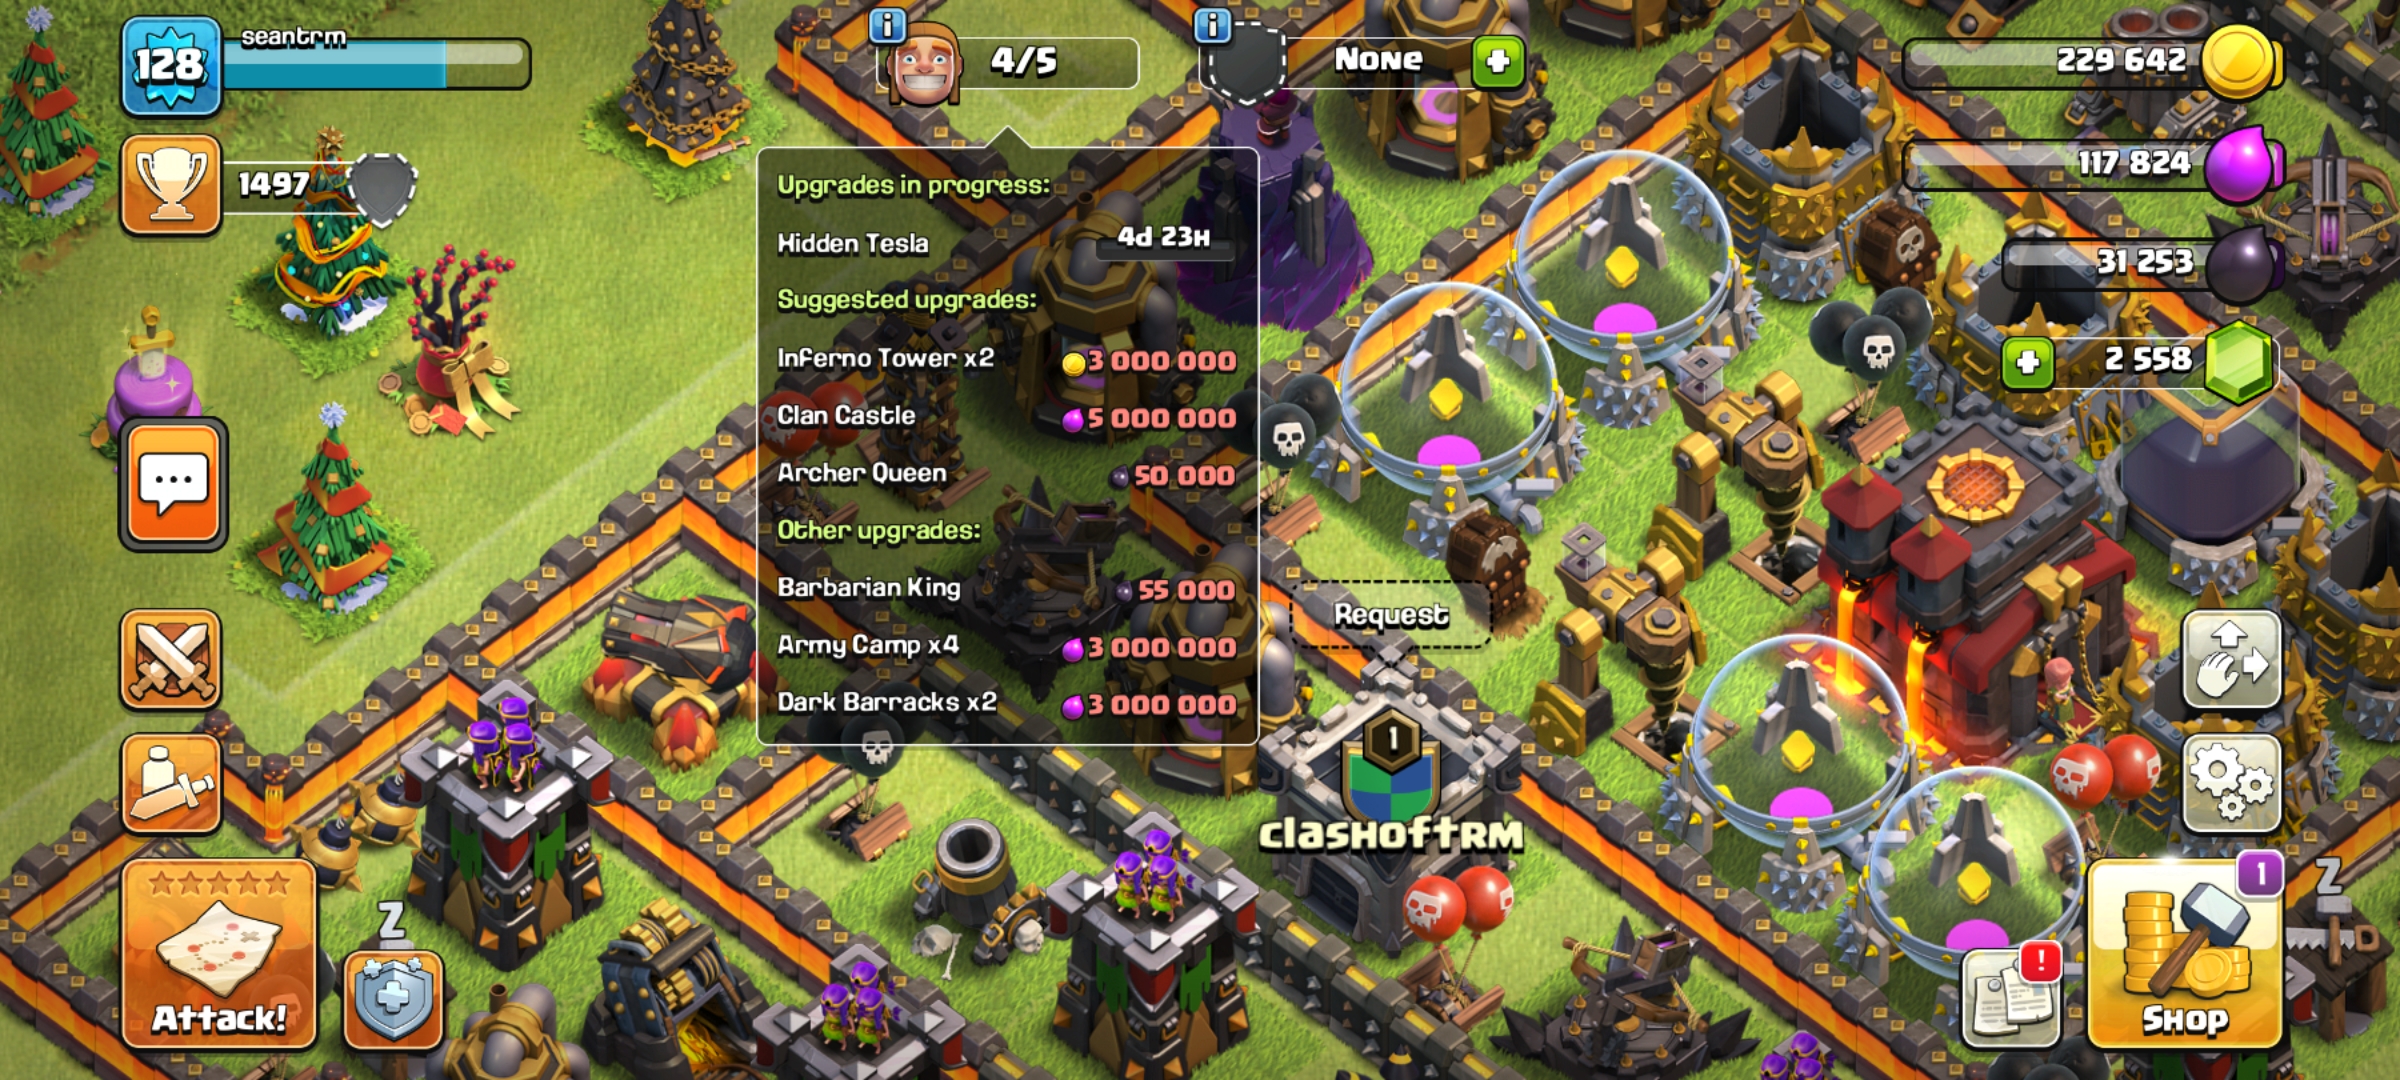 128
seantrm
4/5
None
229 642
1497
117 824
31 253
2 558
Upgrades in progress:
Hidden Tesla 4d 23H
Suggested upgrades:
Inferno Tower x2 3 000 000
Clan Castle 5 000 000
Archer Queen 50 000
Other upgrades:
Barbarian King 55 000
Army Camp x4 3 000 000
Dark Barracks x2 3 000 000
Request
1
clashoftrm
Attack!
Z
!
1
Shop
Z